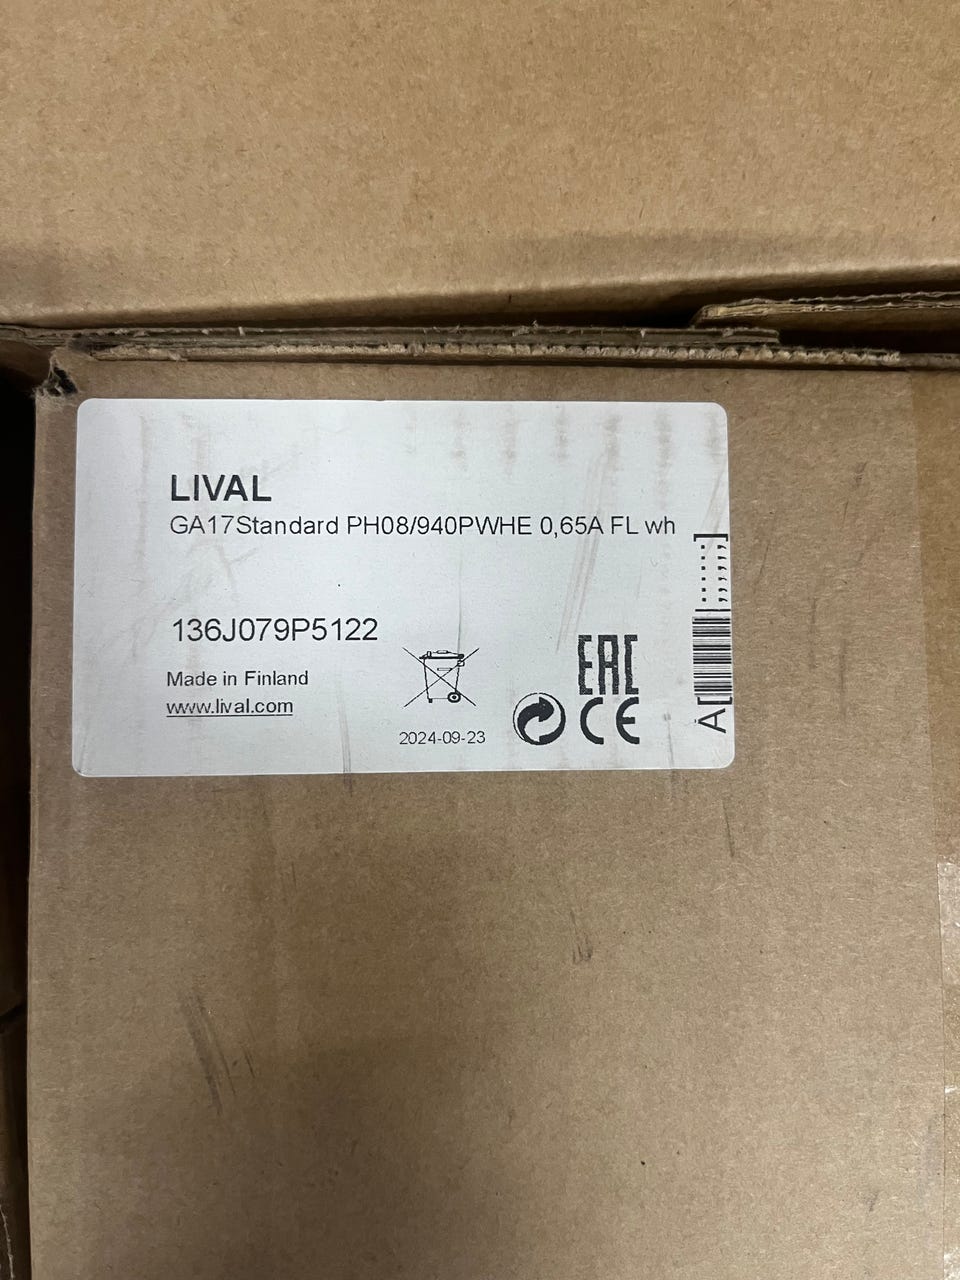 LIVAL
GA17Standard PH08/940PWHE 0,65A FL wh
136J079P5122
Made in Finland
www.lival.com
2024-09-23
EAC
CE